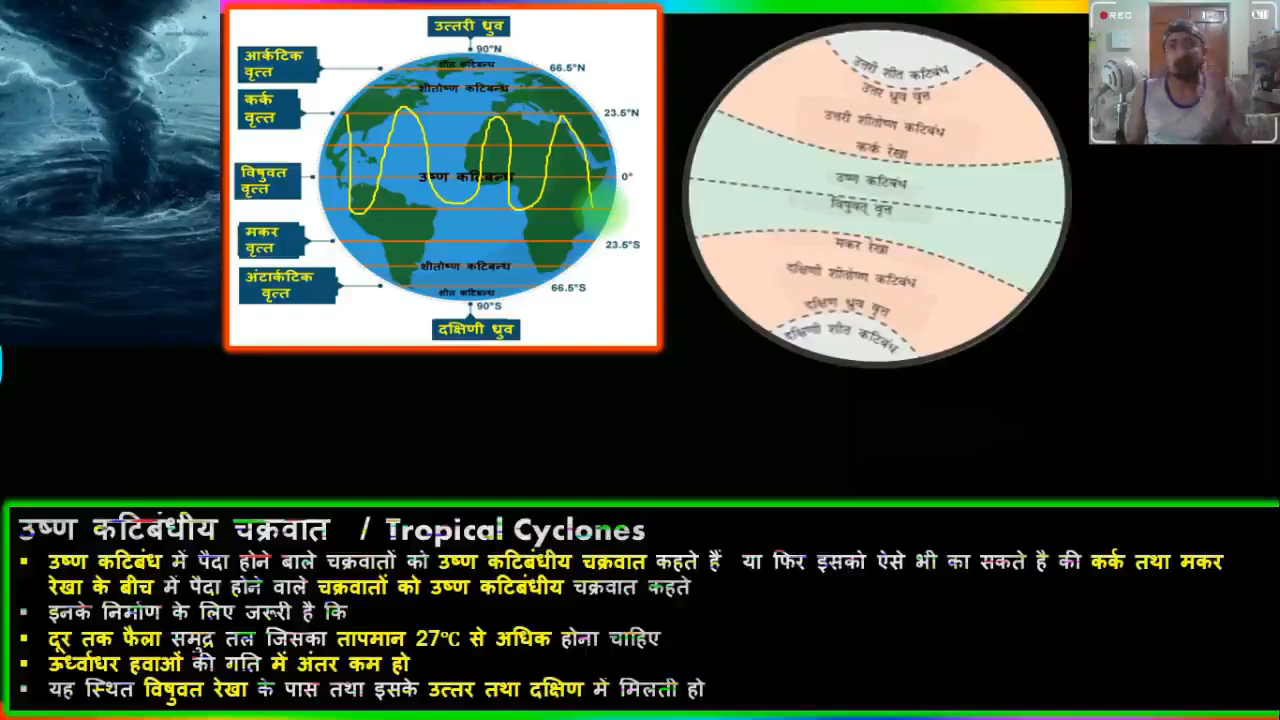 उत्तरी ध्रुव
90°N
आर्कटिक
वृत्त
शीत कटिबन्ध
66.5°N
शीतोष्ण कटिबन्ध
कर्क
वृत्त
23.5°N
विषुवत
वृत्त
उष्ण कटिबन्ध
0°
मकर
वृत्त
23.5°S
अंटार्कटिक
वृत्त
शीतोष्ण कटिबन्ध
66.5°S
शीत कटिबन्ध
90°S
दक्षिणी ध्रुव
उत्तरी शीत कटिबंध
उत्तर ध्रुव वृत्त
उत्तरी शीतोष्ण कटिबंध
कर्क रेखा
उष्ण कटिबंध
विषुवत् वृत्त
मकर रेखा
दक्षिणी शीतोष्ण कटिबंध
दक्षिण ध्रुव वृत्त
दक्षिणी शीत कटिबंध
REC
उष्ण कटिबंधीय चक्रवात / Tropical Cyclones
उष्ण कटिबंध में पैदा होने बाले चक्रवातों को उष्ण कटिबंधीय चक्रवात कहते हैं या फिर इसको ऐसे भी का सकते है की कर्क तथा मकर
रेखा के बीच में पैदा होने वाले चक्रवातों को उष्ण कटिबंधीय चक्रवात कहते
इनके निर्माण के लिए जरूरी है कि
दूर तक फैला समुद्र तल जिसका तापमान 27°C से अधिक होना चाहिए
ऊर्ध्वाधर हवाओं की गति में अंतर कम हो
यह स्थित विषुवत रेखा के पास तथा इसके उत्तर तथा दक्षिण में मिलती हो